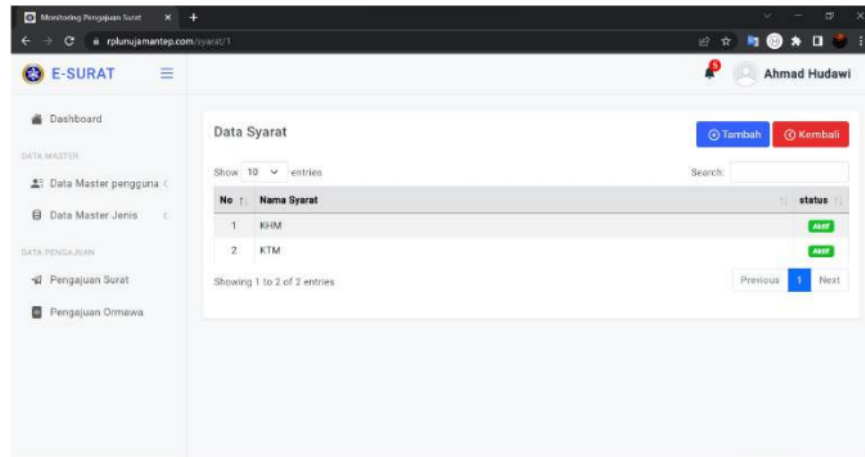 Monitoring Pengajuan Surat
rplunujamantep.com/syarat/1
E-SURAT
5
Ahmad Hudawi
Dashboard
Data Syarat
Tambah
Kembali
DATA MASTER
Show 10 entries
Search:
Data Master pengguna
No Nama Syarat status
Data Master Jenis
1 KHM Aktif
2 KTM Aktif
DATA PENGAJUAN
Pengajuan Surat
Showing 1 to 2 of 2 entries
Previous 1 Next
Pengajuan Ormawa